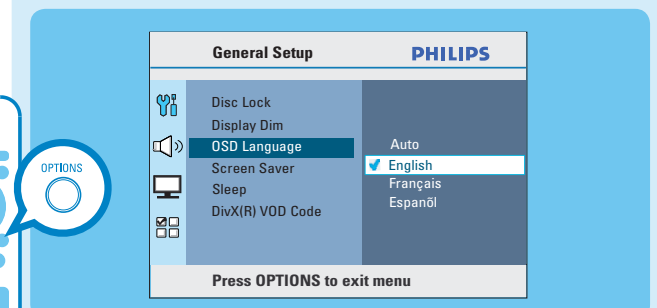 General Setup PHILIPS
Disc Lock
Display Dim
OSD Language
Screen Saver
Sleep
DivX(R) VOD Code
Auto
English
Français
Espanõl
OPTIONS
Press OPTIONS to exit menu